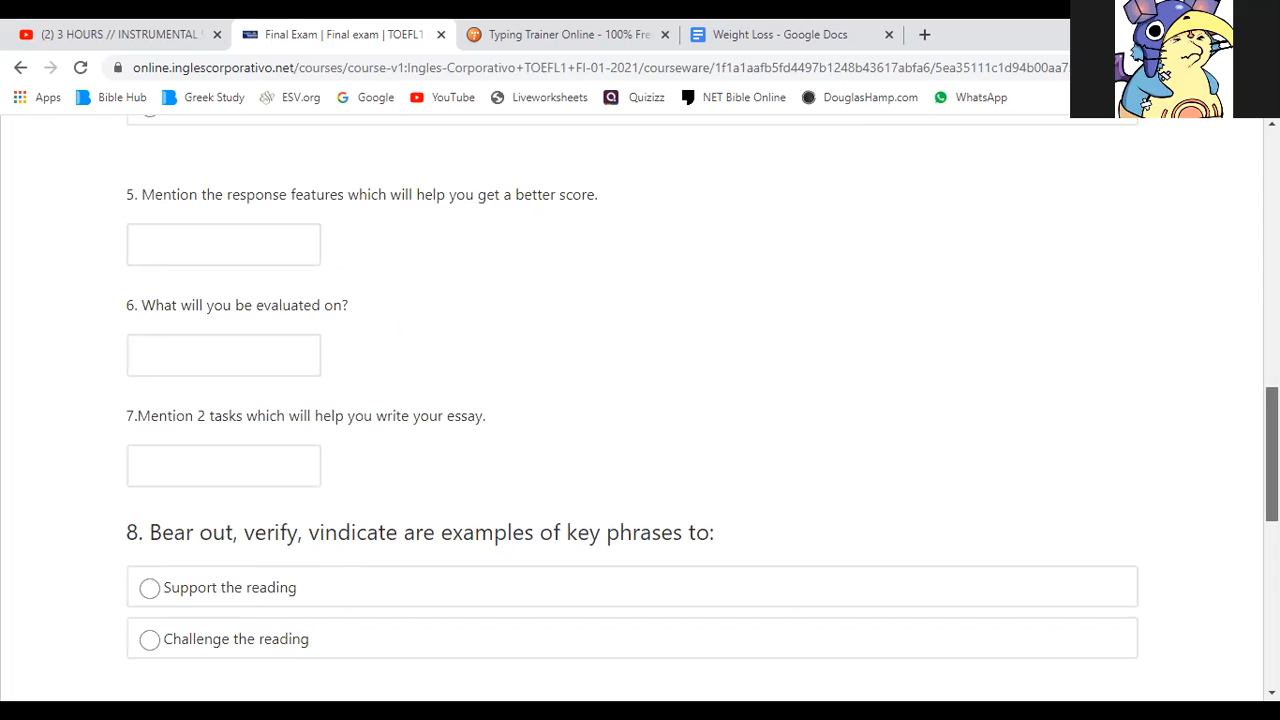 (2) 3 HOURS // INSTRUMENTAL
Final Exam | Final exam | TOEFL1
Typing Trainer Online - 100% Fre
Weight Loss - Google Docs
online.inglescorporativo.net/courses/course-v1:Ingles-Corporativo+TOEFL1+FI-01-2021/courseware/1f1a1aafb5fd4497b1248b43617abfa6/5ea35111c1d94b00aa7
Apps
Bible Hub
Greek Study
ESV.org
Google
YouTube
Liveworksheets
Quizizz
NET Bible Online
DouglasHamp.com
WhatsApp
5. Mention the response features which will help you get a better score.
6. What will you be evaluated on?
7.Mention 2 tasks which will help you write your essay.
8. Bear out, verify, vindicate are examples of key phrases to:
Support the reading
Challenge the reading